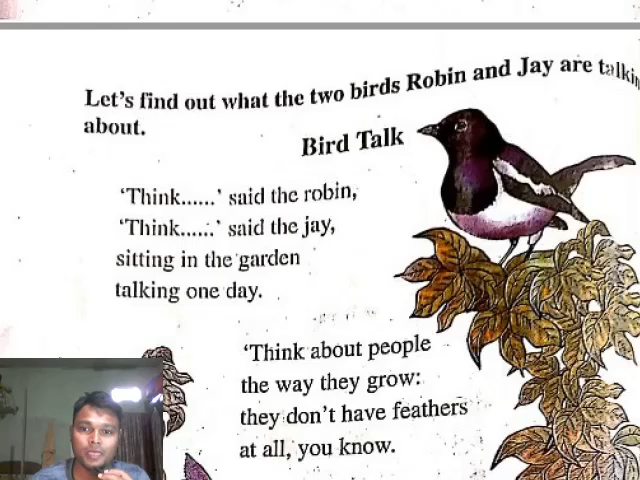 Let's find out what the two birds Robin and Jay are talkin
about.
Bird Talk
'Think......' said the robin,
'Think......' said the jay,
sitting in the garden
talking one day.
'Think about people
the way they grow:
they don't have feathers
at all, you know.